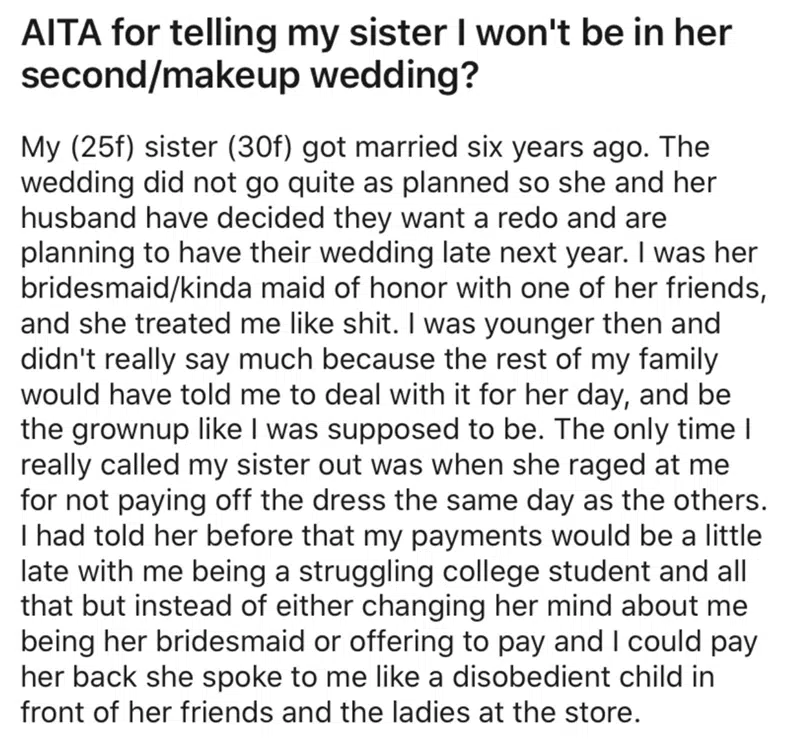 AITA for telling my sister I won't be in her
second/makeup wedding?
My (25f) sister (30f) got married six years ago. The
wedding did not go quite as planned so she and her
husband have decided they want a redo and are
planning to have their wedding late next year. I was her
bridesmaid/kinda maid of honor with one of her friends,
and she treated me like shit. I was younger then and
didn't really say much because the rest of my family
would have told me to deal with it for her day, and be
the grownup like I was supposed to be. The only time I
really called my sister out was when she raged at me
for not paying off the dress the same day as the others.
I had told her before that my payments would be a little
late with me being a struggling college student and all
that but instead of either changing her mind about me
being her bridesmaid or offering to pay and I could pay
her back she spoke to me like a disobedient child in
front of her friends and the ladies at the store.